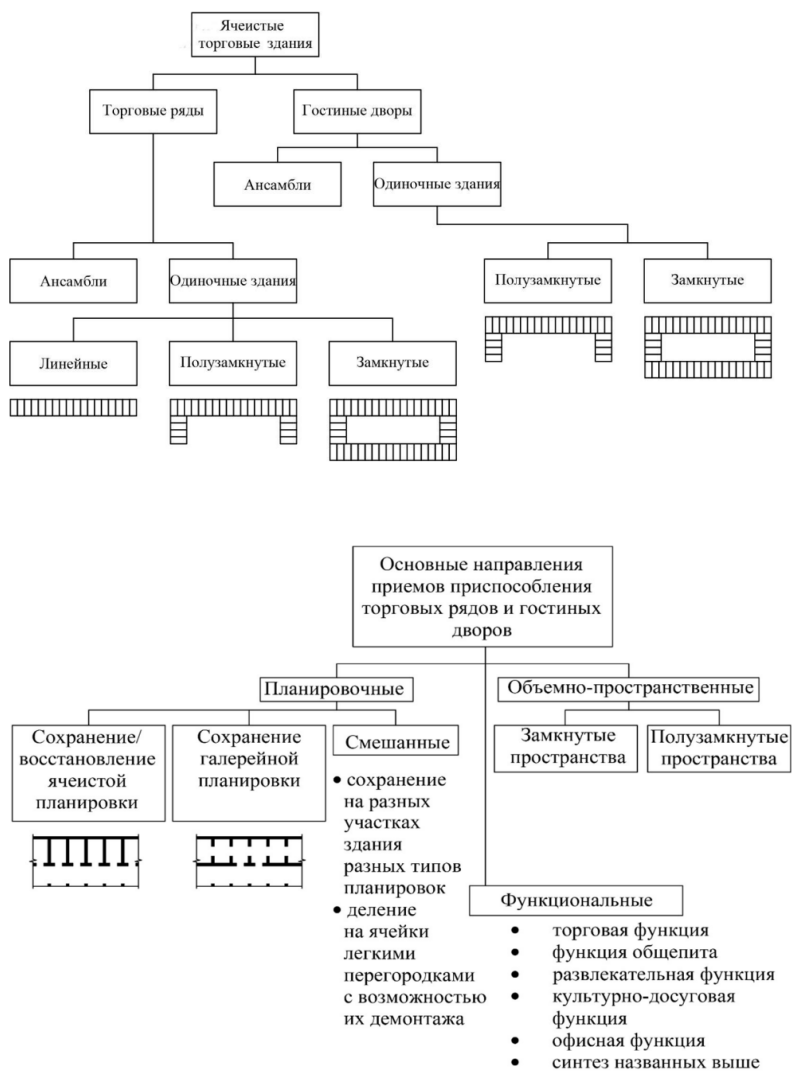 Ячеистые
торговые здания
Торговые ряды
Гостиные дворы
Ансамбли
Одиночные здания
Ансамбли
Одиночные здания
Полузамкнутые
Замкнутые
Линейные
Полузамкнутые
Замкнутые
Основные направления
приемов приспособления
торговых рядов и гостиных
дворов
Планировочные
Объемно-пространственные
Сохранение/
восстановление
ячеистой
планировки
Сохранение
галерейной
планировки
Смешанные
• сохранение
на разных
участках
здания
разных типов
планировок
• деление
на ячейки
легкими
перегородками
с возможностью
их демонтажа
Замкнутые
пространства
Полузамкнутые
пространства
Функциональные
• торговая функция
• функция общепита
• развлекательная функция
• культурно-досуговая
функция
• офисная функция
• синтез названных выше